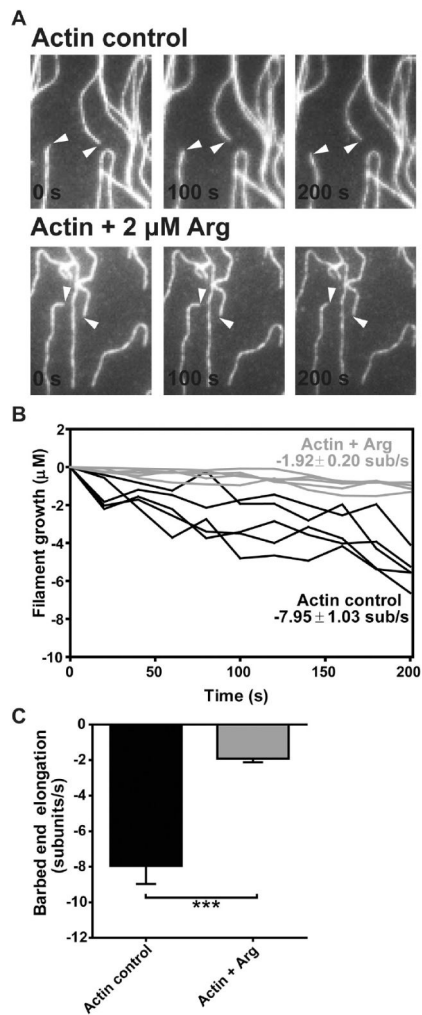 A
Actin control
0 s
100 s
200 s
Actin + 2 μM Arg
0 s
100 s
200 s
B
Filament growth (μM)
2
0
-2
-4
-6
-8
-10
Actin + Arg
-1.92±0.20 sub/s
Actin control
-7.95±1.03 sub/s
0
50
100
150
200
Time (s)
C
Barbed end elongation
(subunits/s)
0
-2
-4
-6
-8
-10
-12
***
Actin control
Actin + Arg